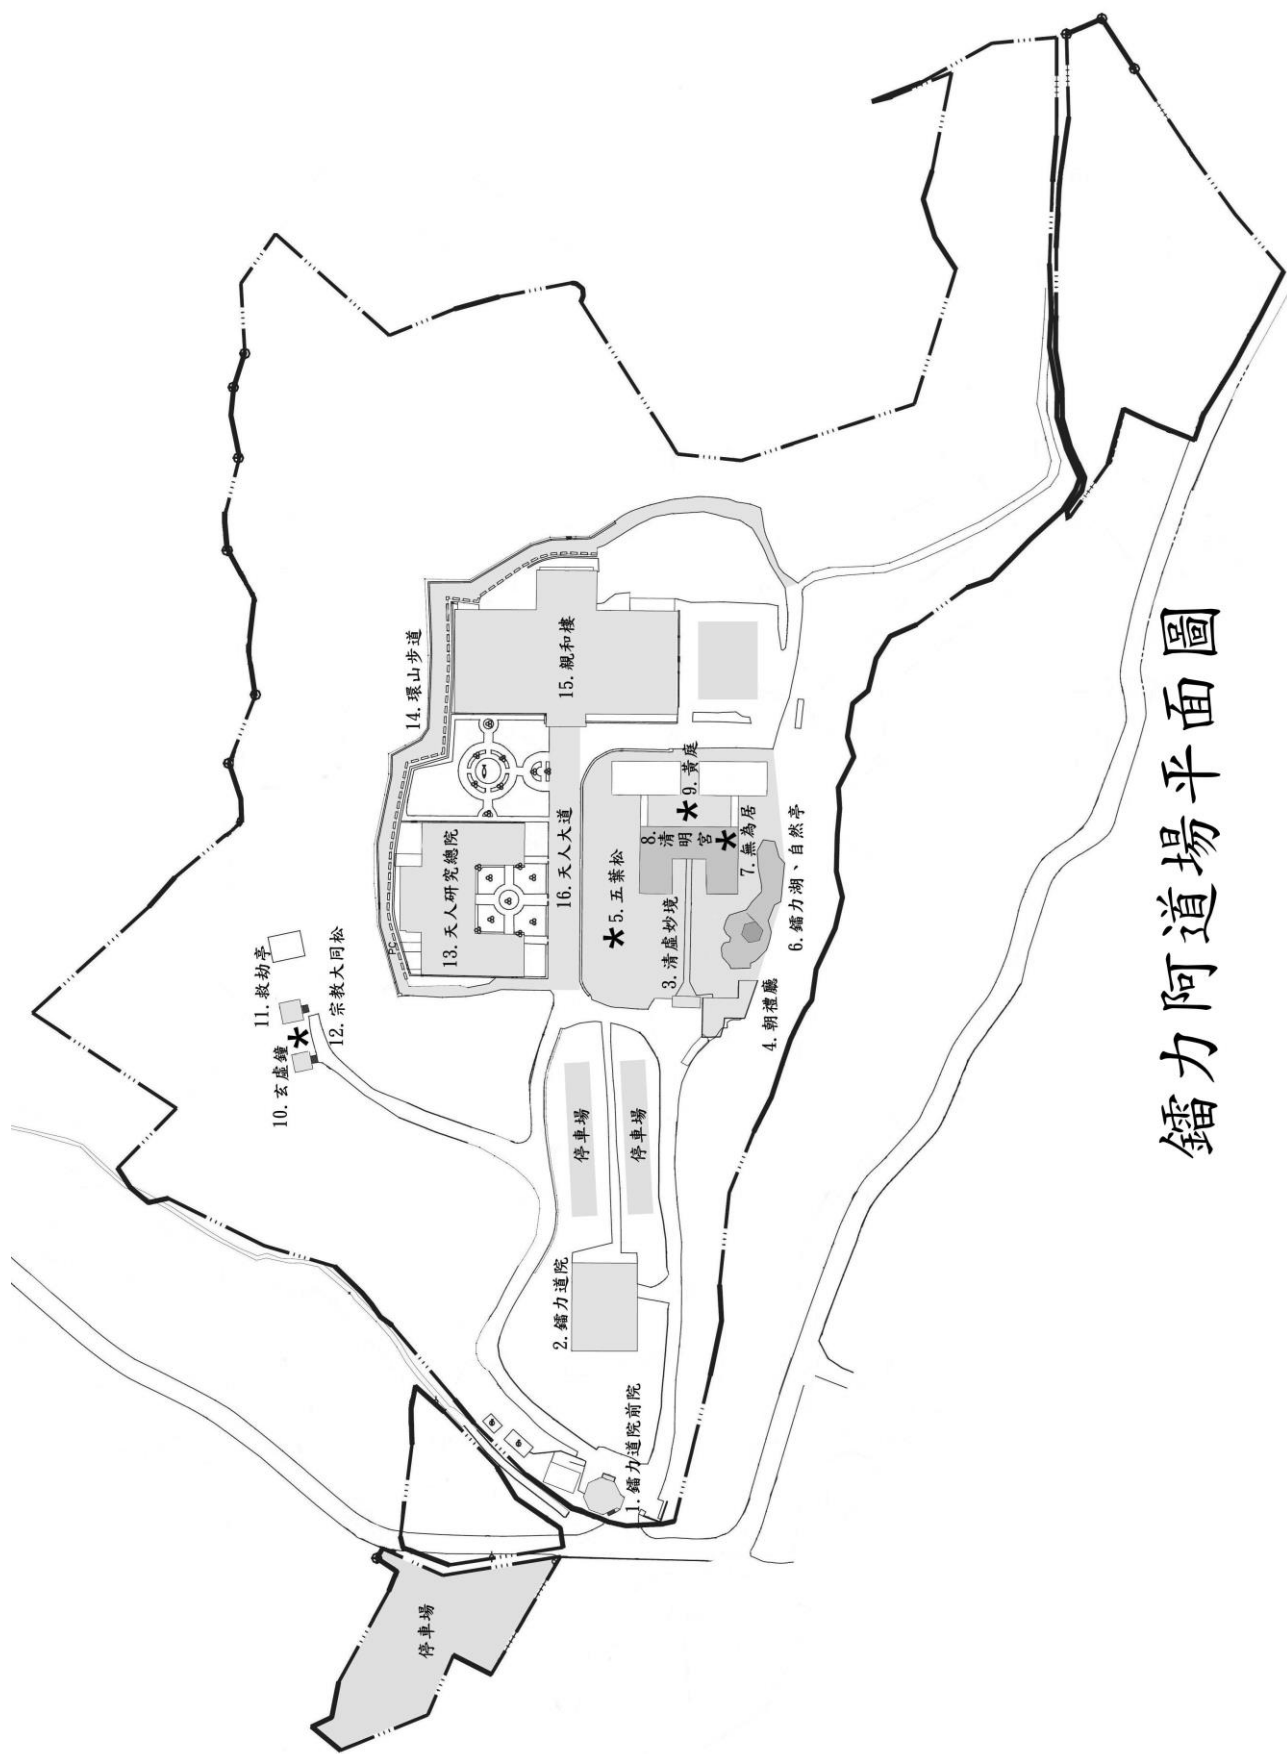 鐳力阿道場平面圖
1. 鐳力道院前院
2. 鐳力道院
3. 清虛妙境
4. 朝禮廳
5. 五葉松
6. 鐳力湖、自然亭
7. 無為居
8. 清明宮
9. 黃庭
10. 玄虛鐘
11. 救劫亭
12. 宗教大同松
13. 天人研究總院
14. 環山步道
15. 親和樓
16. 天人大道
停車場
停車場
停車場
PC